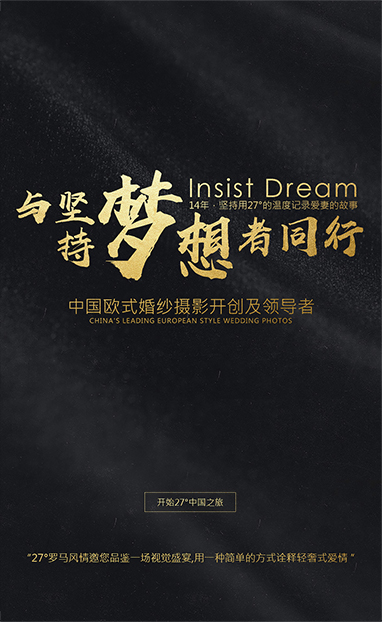 Insist Dream
14年·坚持用27°的温度记录爱妻的故事
与坚持梦想者同行
中国欧式婚纱摄影开创及领导者
CHINA'S LEADING EUROPEAN STYLE WEDDING PHOTOS
开始27°中国之旅
“27°罗马风情邀您品鉴一场视觉盛宴,用一种简单的方式诠释轻奢式爱情”